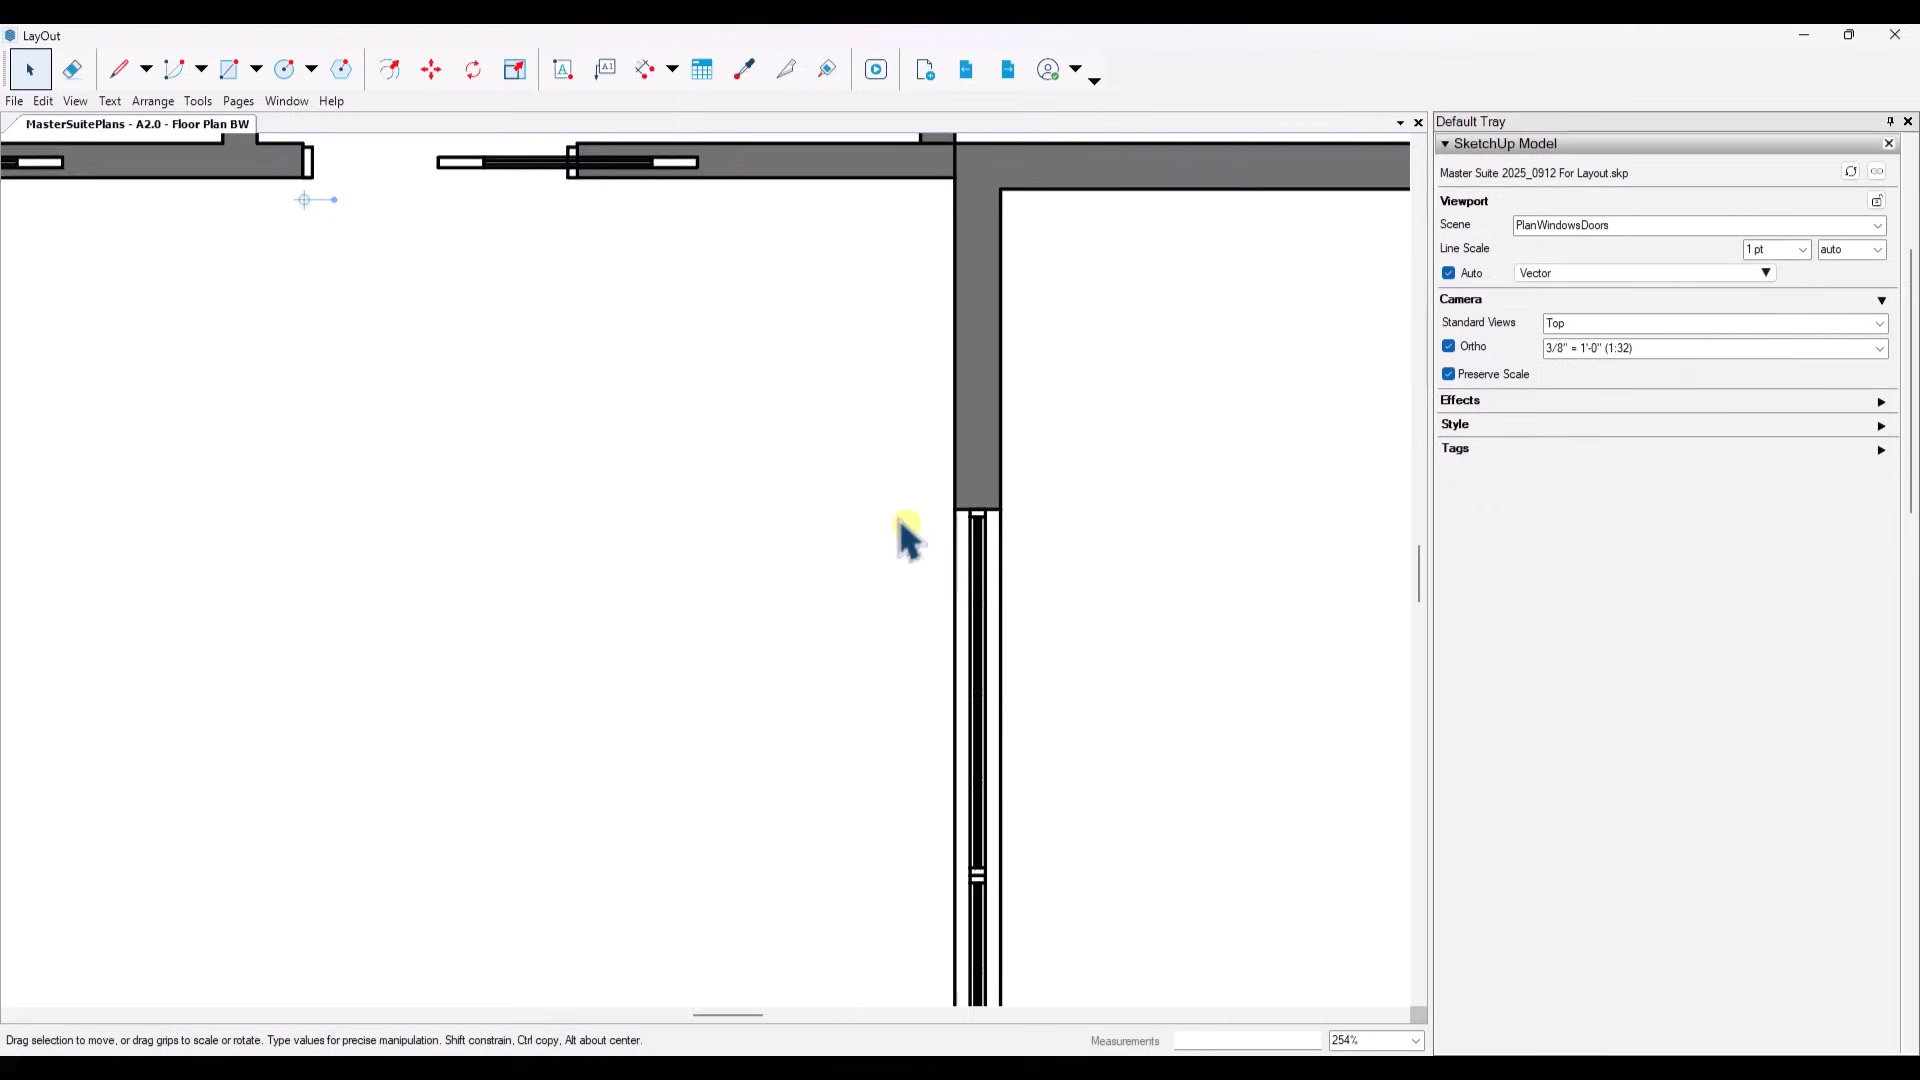 LayOut
A
A1
File Edit View Text Arrange Tools Pages Window Help
MasterSuitePlans - A2.0 - Floor Plan BW
Default Tray
SketchUp Model
Master Suite 2025_0912 For Layout.skp
Viewport
Scene PlanWindowsDoors
Line Scale 1 pt auto
Auto Vector
Camera
Standard Views Top
Ortho 3/8" = 1'-0" (1:32)
Preserve Scale
Effects
Style
Tags
Drag selection to move, or drag grips to scale or rotate. Type values for precise manipulation. Shift constrain, Ctrl copy, Alt about center.
Measurements 254%